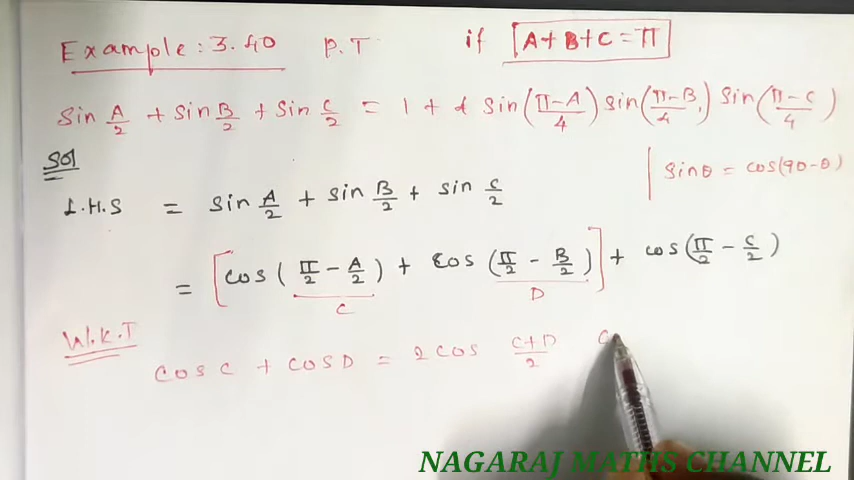 Example: 3.40 P.T if A+B+C=π
sin A/2 + sin B/2 + sin C/2 = 1 + 4 sin(π-A/4) sin(π-B/4) sin(π-C/4)
Sol
sinθ = cos(90-θ)
L.H.S = sin A/2 + sin B/2 + sin C/2
= [cos(π/2 - A/2) + cos(π/2 - B/2)] + cos(π/2 - C/2)
C D
W.K.T
cos C + cos D = 2 cos C+D/2 c
NAGARAJ MATHS CHANNEL